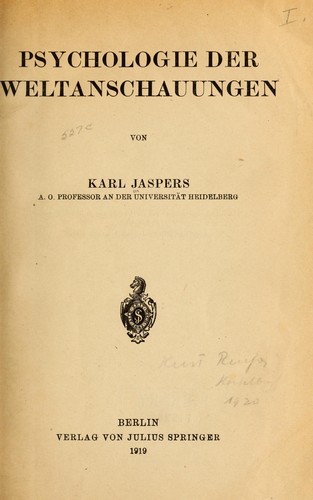 I.
PSYCHOLOGIE DER
WELTANSCHAUUNGEN
VON
KARL JASPERS
A. O. PROFESSOR AN DER UNIVERSITÄT HEIDELBERG
BERLIN
VERLAG VON JULIUS SPRINGER
1919